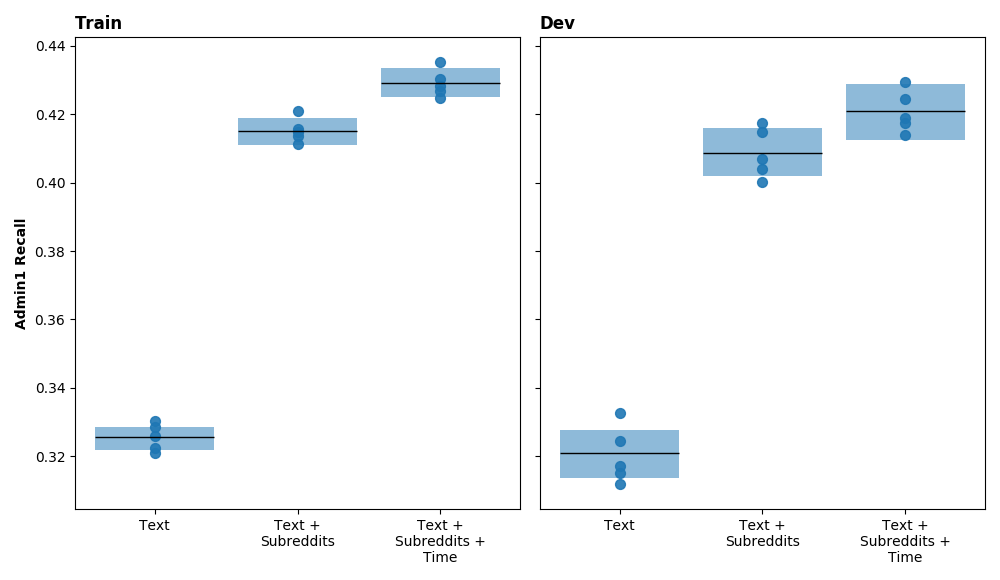 Train
Dev
0.44
0.42
0.40
0.38
0.36
0.34
0.32
Admin1 Recall
Text
Text +
Subreddits
Text +
Subreddits +
Time
Text
Text +
Subreddits
Text +
Subreddits +
Time